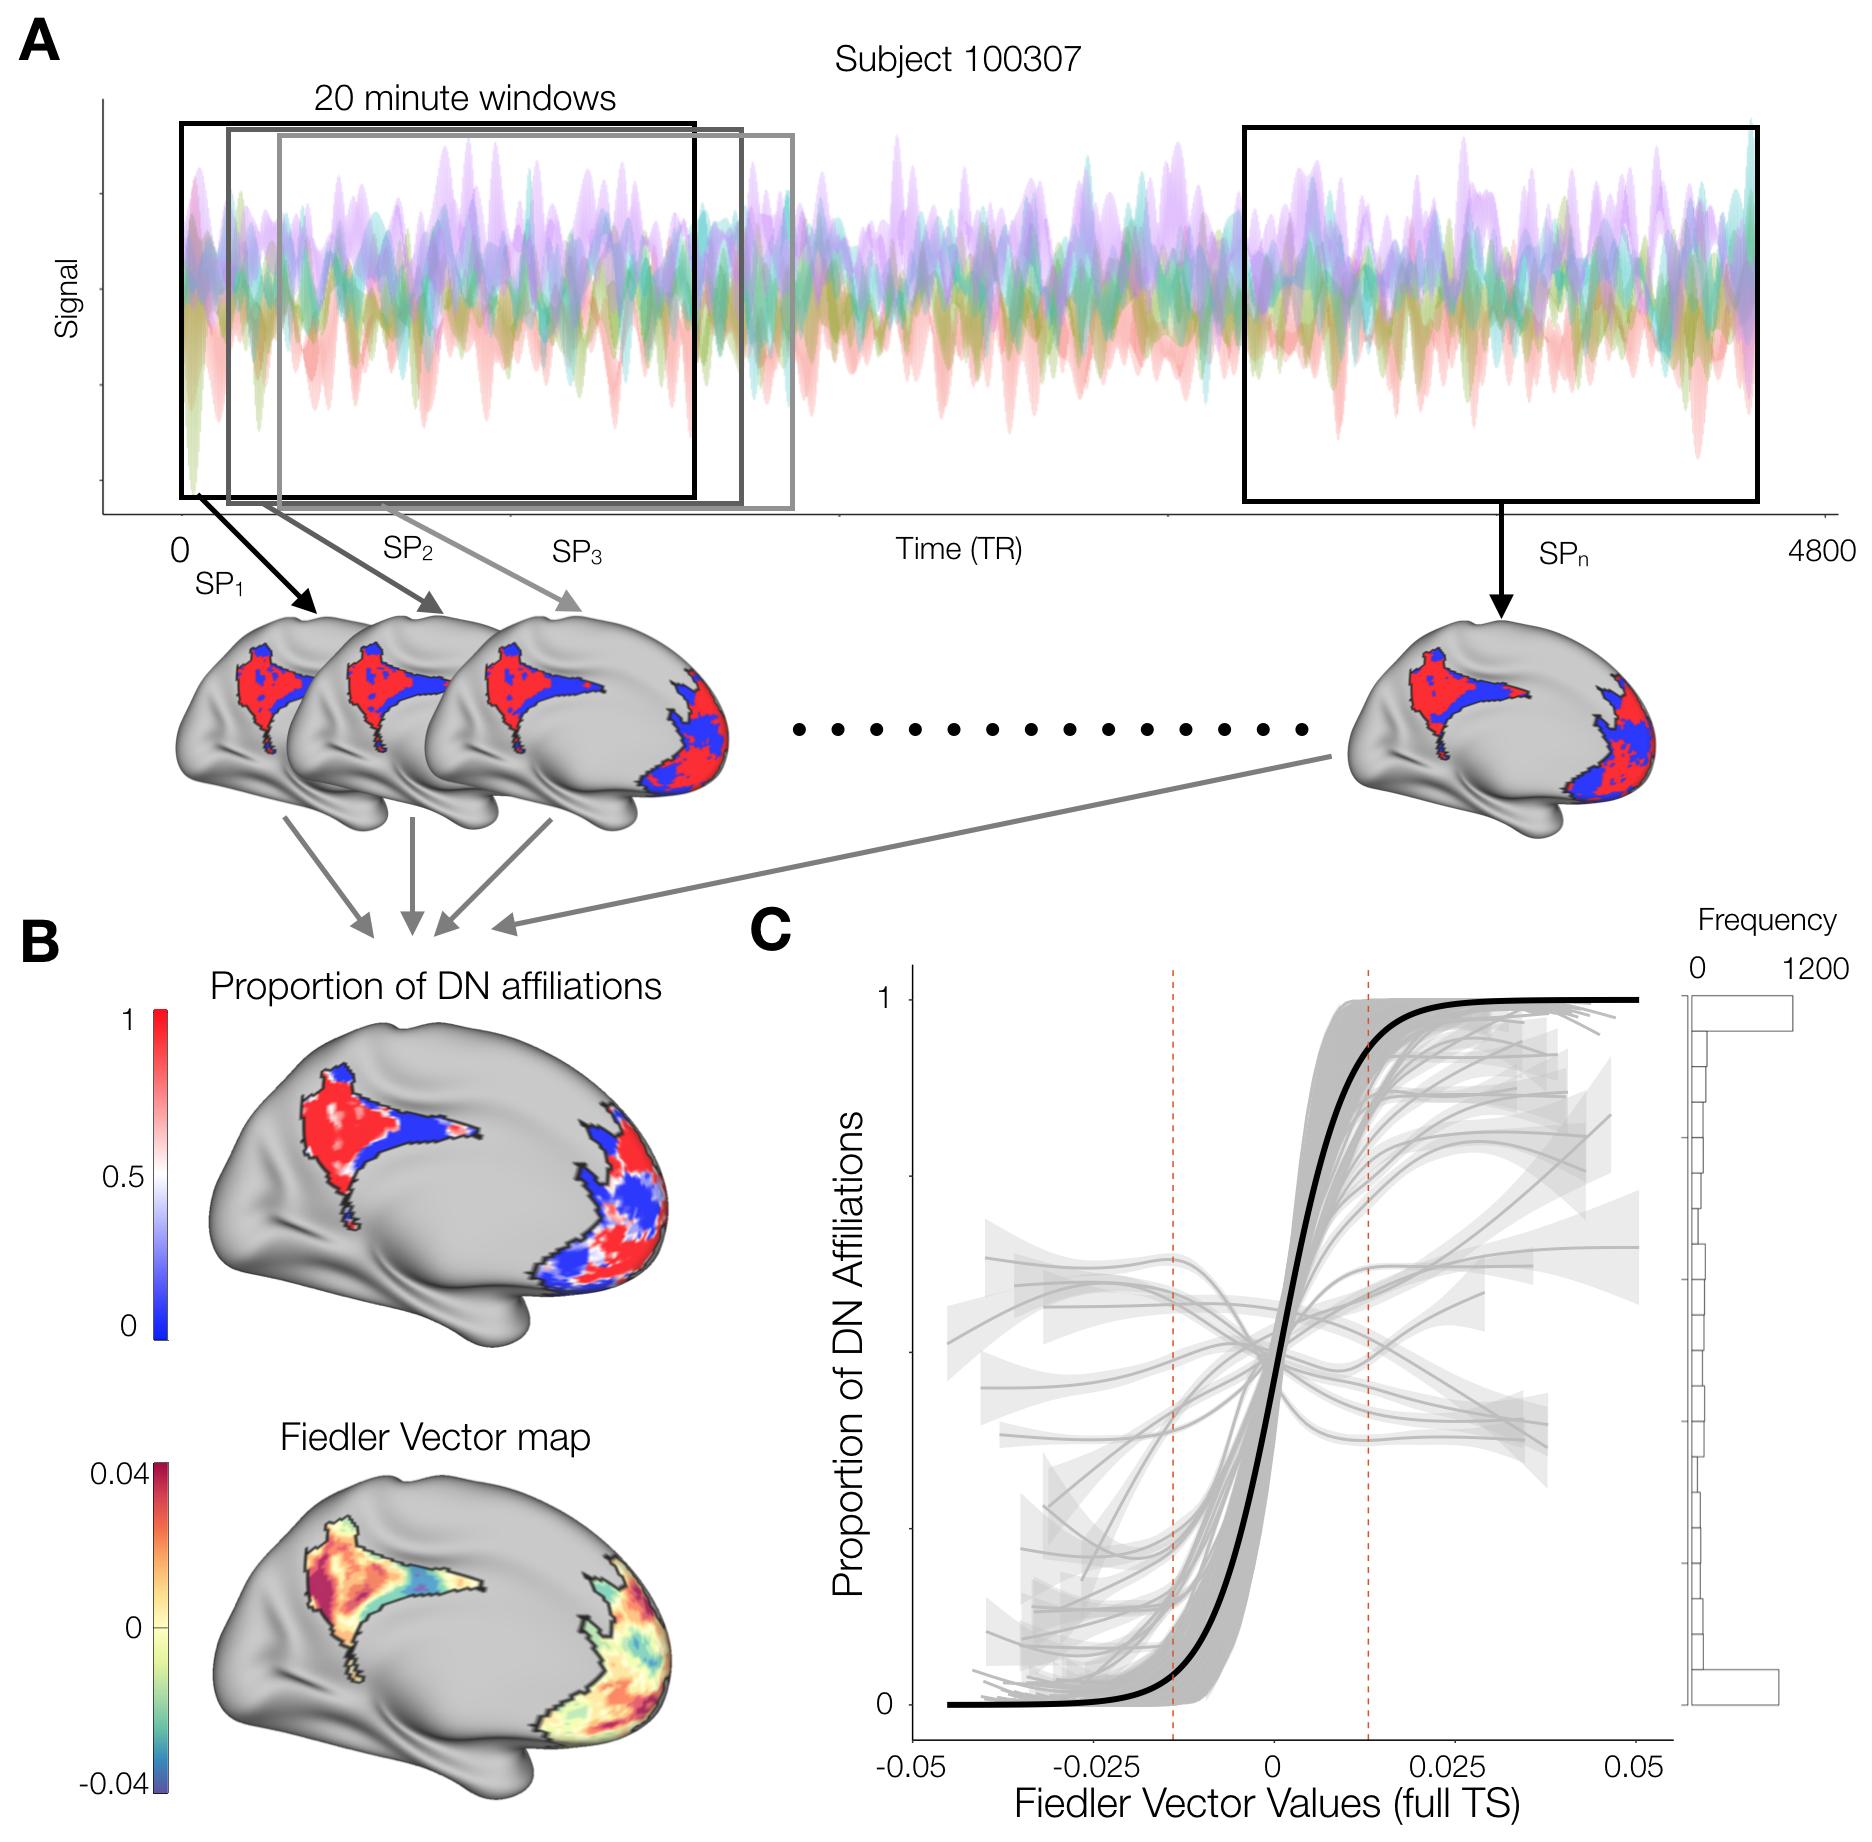 A
Subject 100307
20 minute windows
Signal
0
SP1
SP2
SP3
Time (TR)
SPn
4800
B
Proportion of DN affiliations
1
0.5
0
Fiedler Vector map
0.04
0
-0.04
C
Frequency
0 1200
Proportion of DN Affiliations
1
0
-0.05 -0.025 0 0.025 0.05
Fiedler Vector Values (full TS)